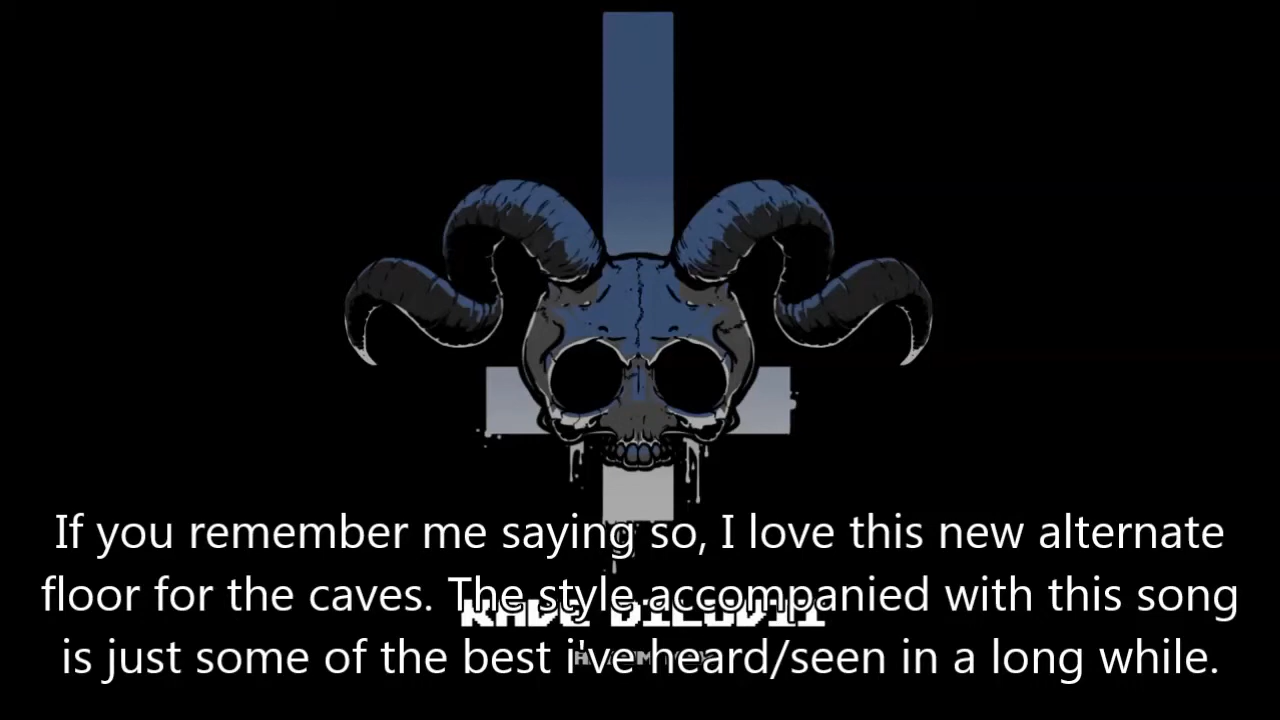 If you remember me saying so, I love this new alternate
floor for the caves. The style accompanied with this song
is just some of the best i've heard/seen in a long while.